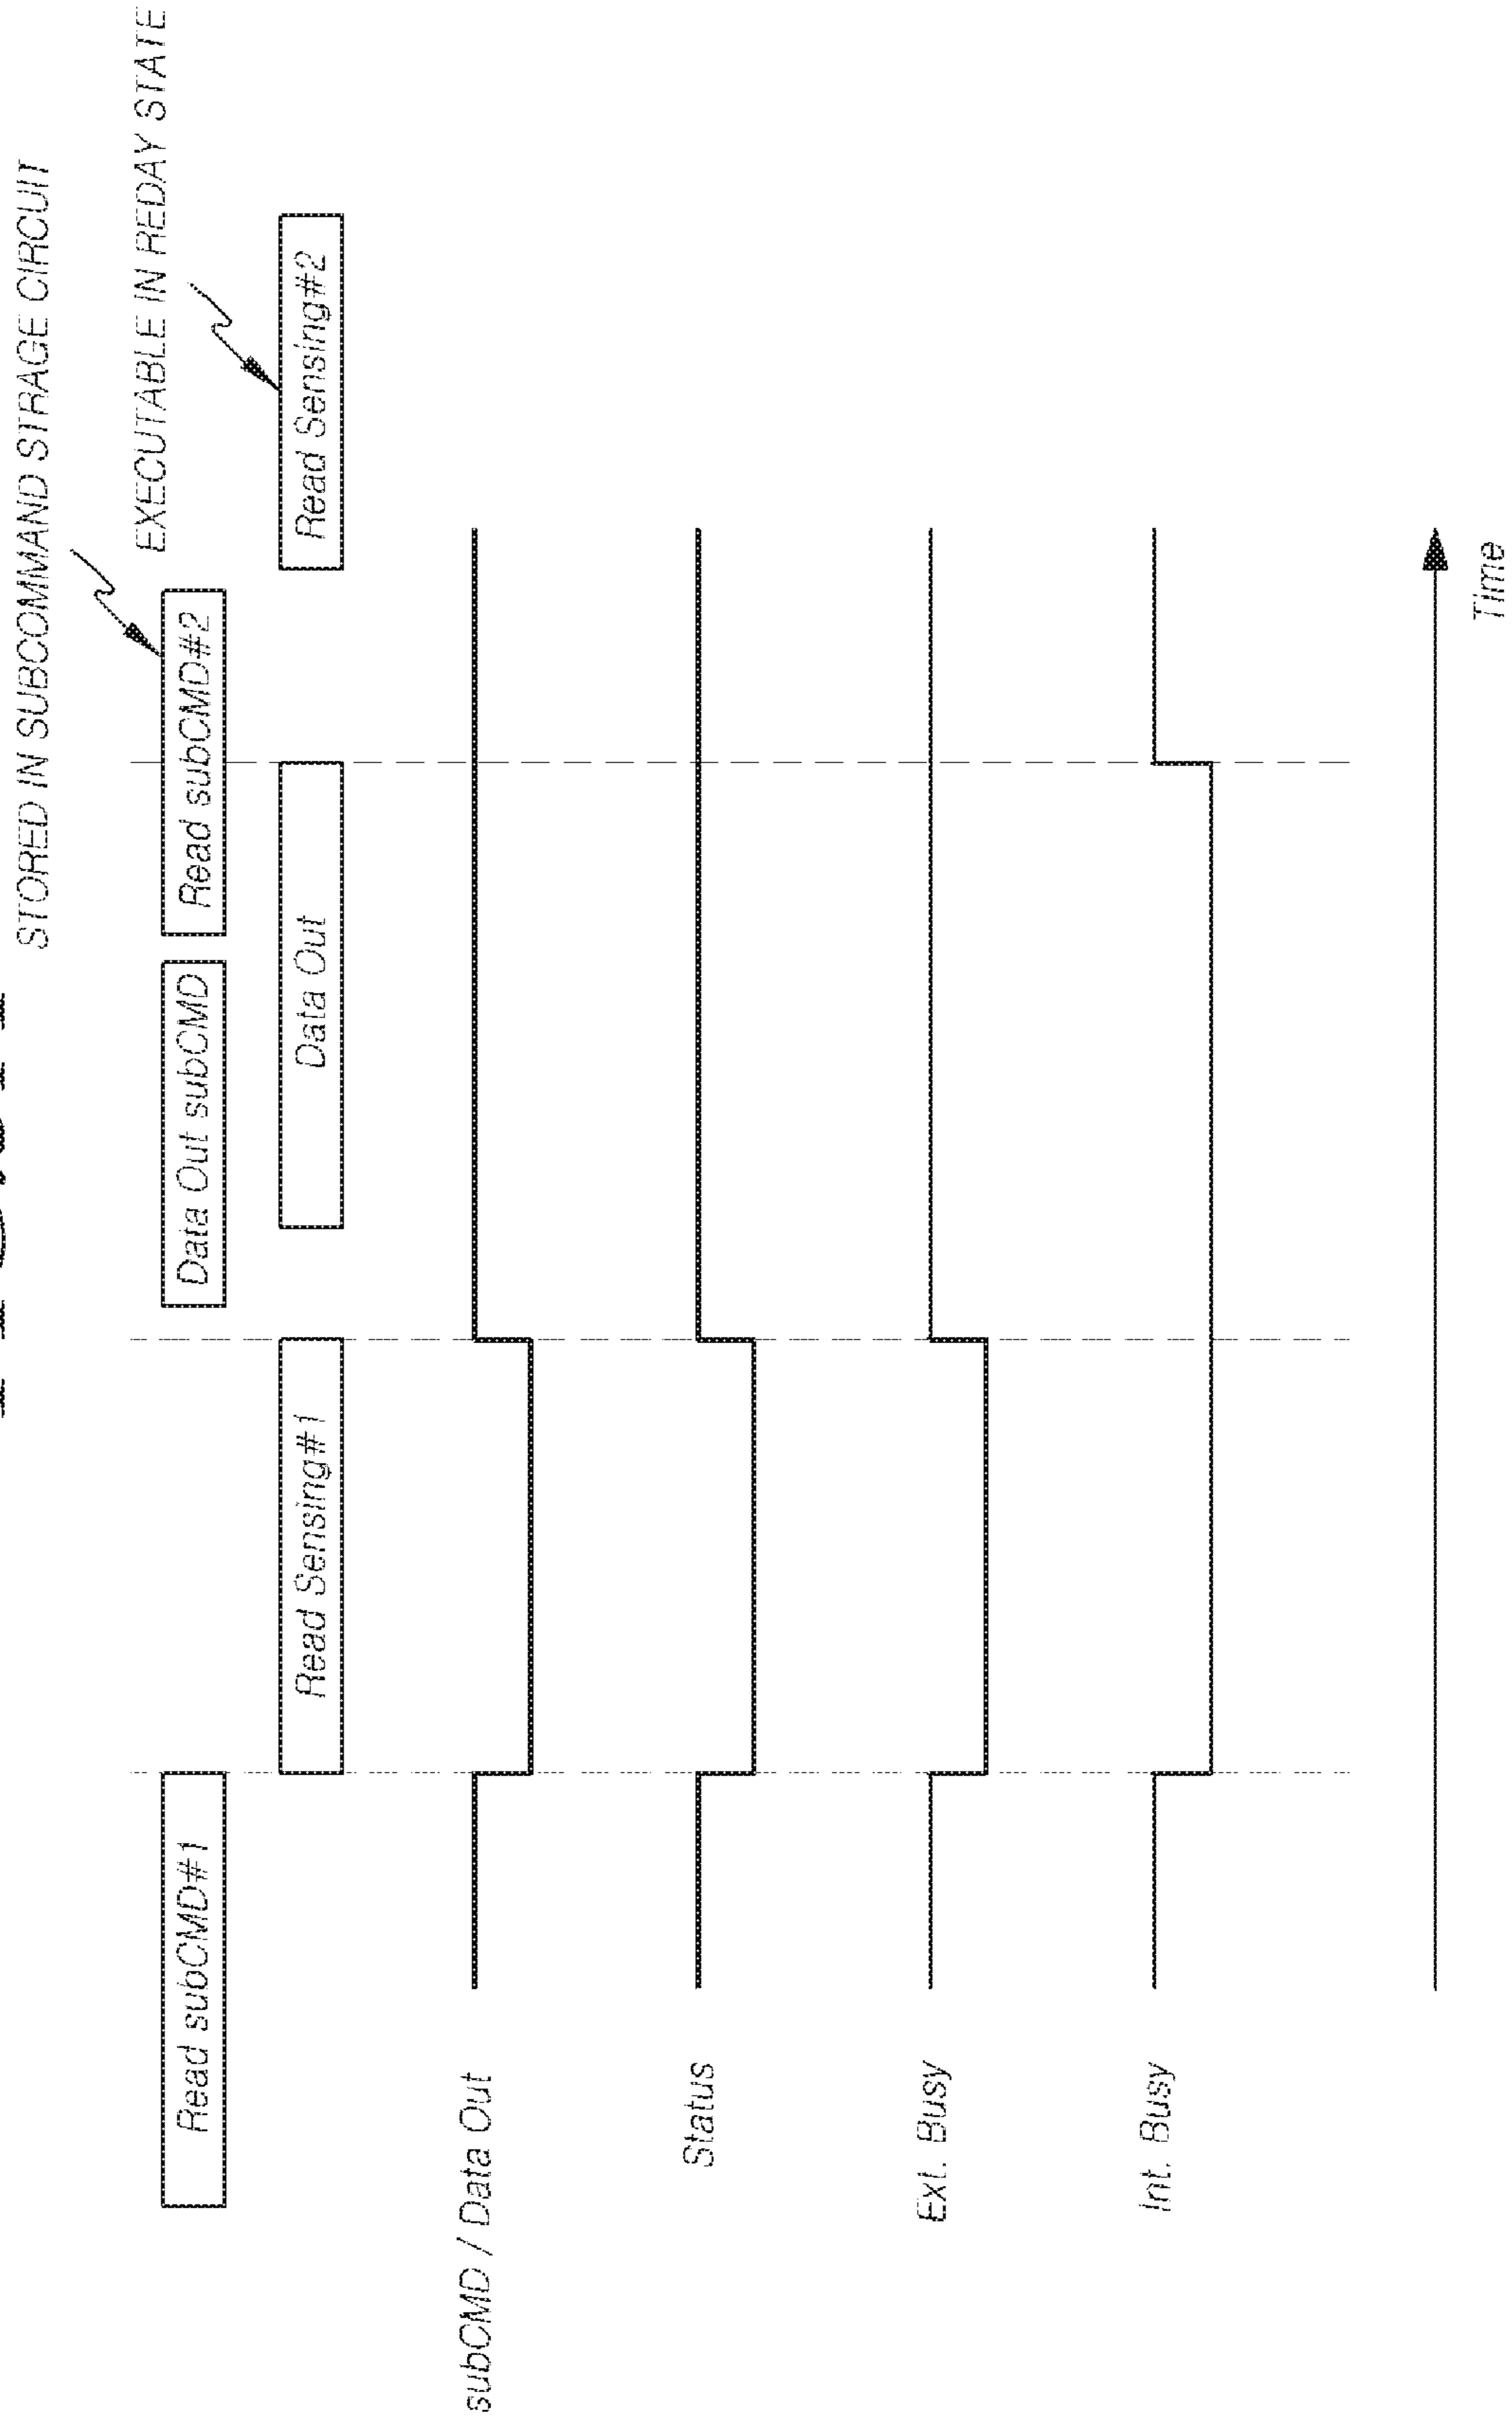 STORED IN SUBCOMMAND STRAGE CIRCUIT
EXECUTABLE IN REDAY STATE
Read subCMD#1
Data Out subCMD
Read subCMD#2
Read Sensing#1
Data Out
Read Sensing#2
subCMD / Data Out
Status
Ext. Busy
Int. Busy
Time